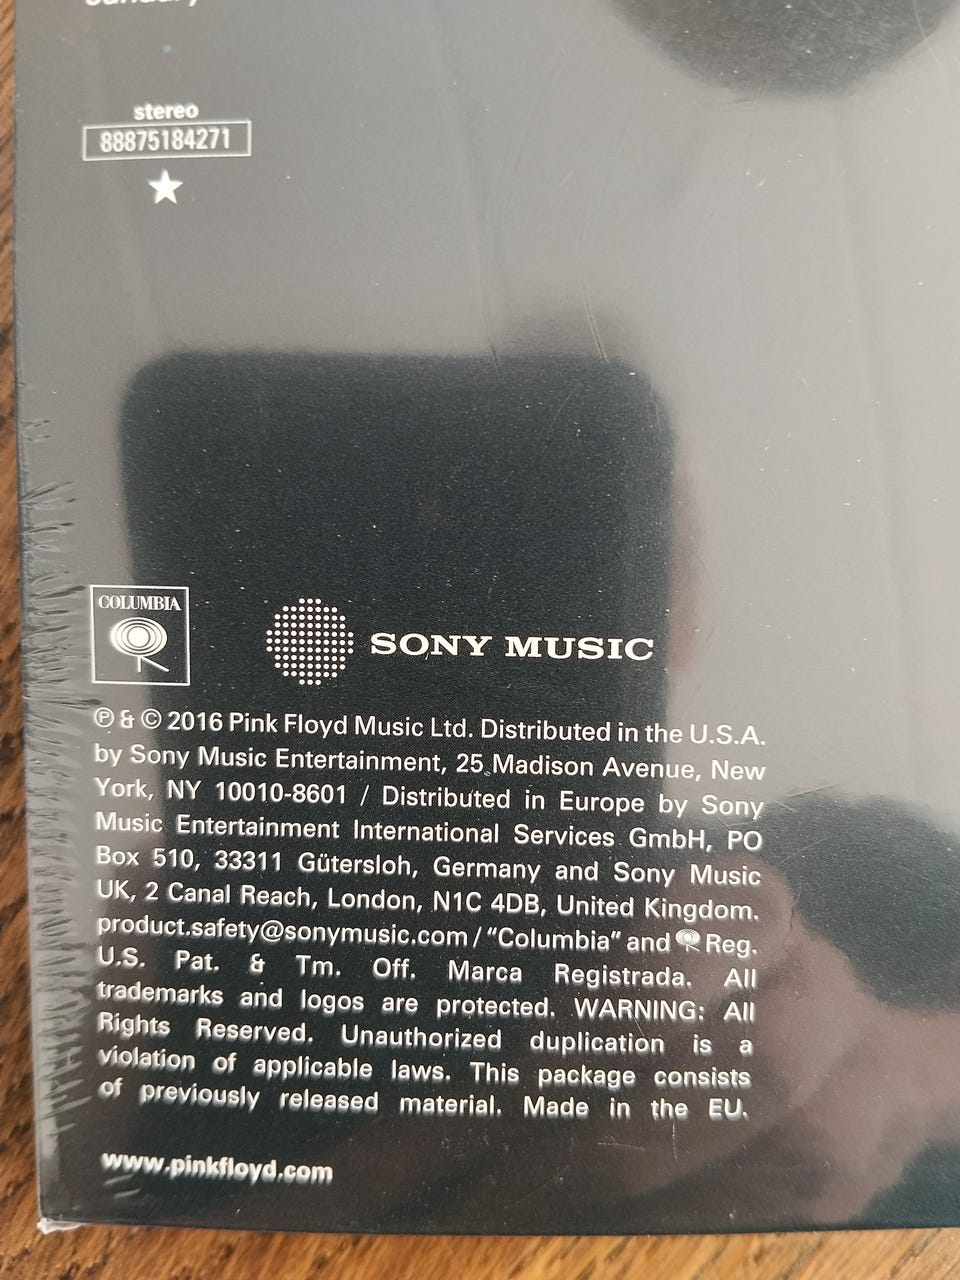 January
stereo
88875184271
COLUMBIA
SONY MUSIC
℗ & © 2016 Pink Floyd Music Ltd. Distributed in the U.S.A.
by Sony Music Entertainment, 25 Madison Avenue, New
York, NY 10010-8601 / Distributed in Europe by Sony
Music Entertainment International Services GmbH, PO
Box 510, 33311 Gütersloh, Germany and Sony Music
UK, 2 Canal Reach, London, N1C 4DB, United Kingdom.
product.safety@sonymusic.com / "Columbia" and Reg.
U.S. Pat. & Tm. Off. Marca Registrada. All
trademarks and logos are protected. WARNING: All
Rights Reserved. Unauthorized duplication is a
violation of applicable laws. This package consists
of previously released material. Made in the EU.
www.pinkfloyd.com